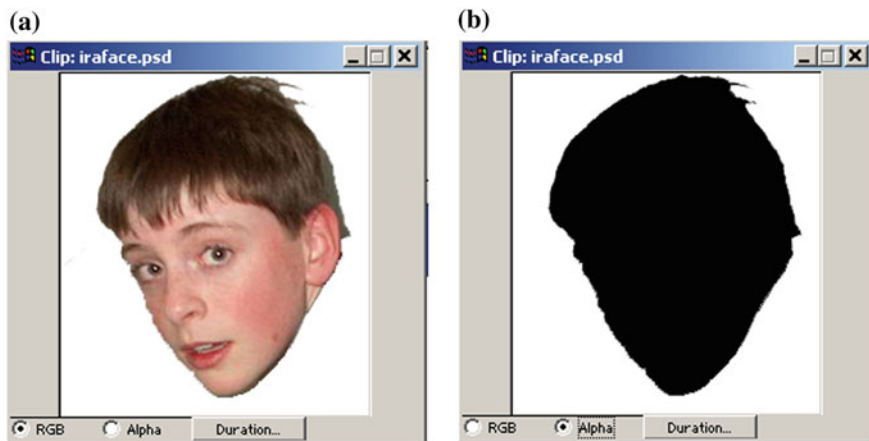 (a)
Clip: iraface.psd
RGB Alpha Duration...
(b)
Clip: iraface.psd
RGB Alpha Duration...